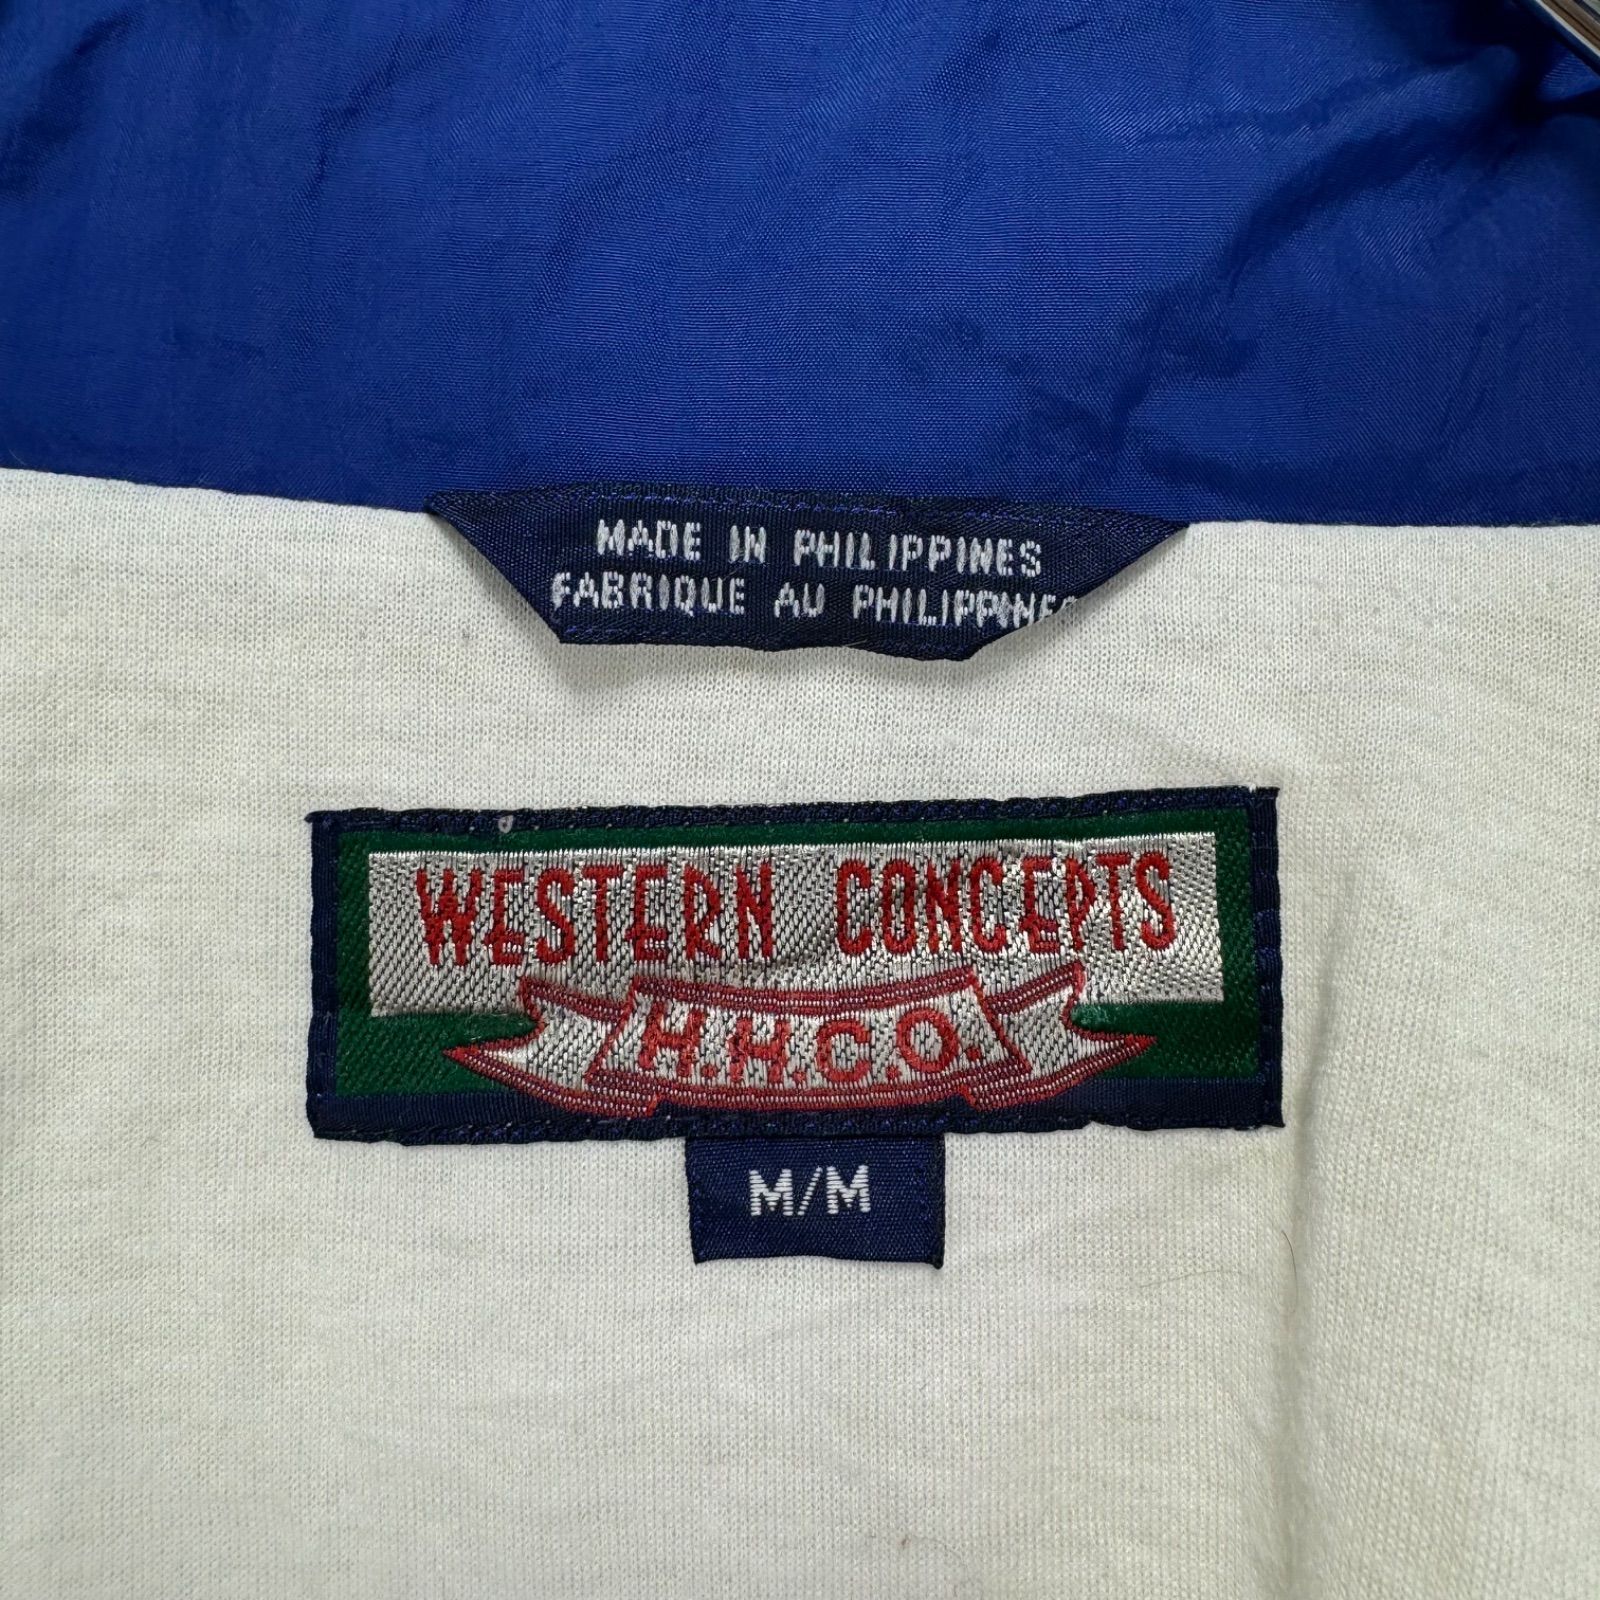 MADE IN PHILIPPINES
FABRIQUE AU PHILIPPINES
WESTERN CONCEPTS
H.H.C.O.
M/M